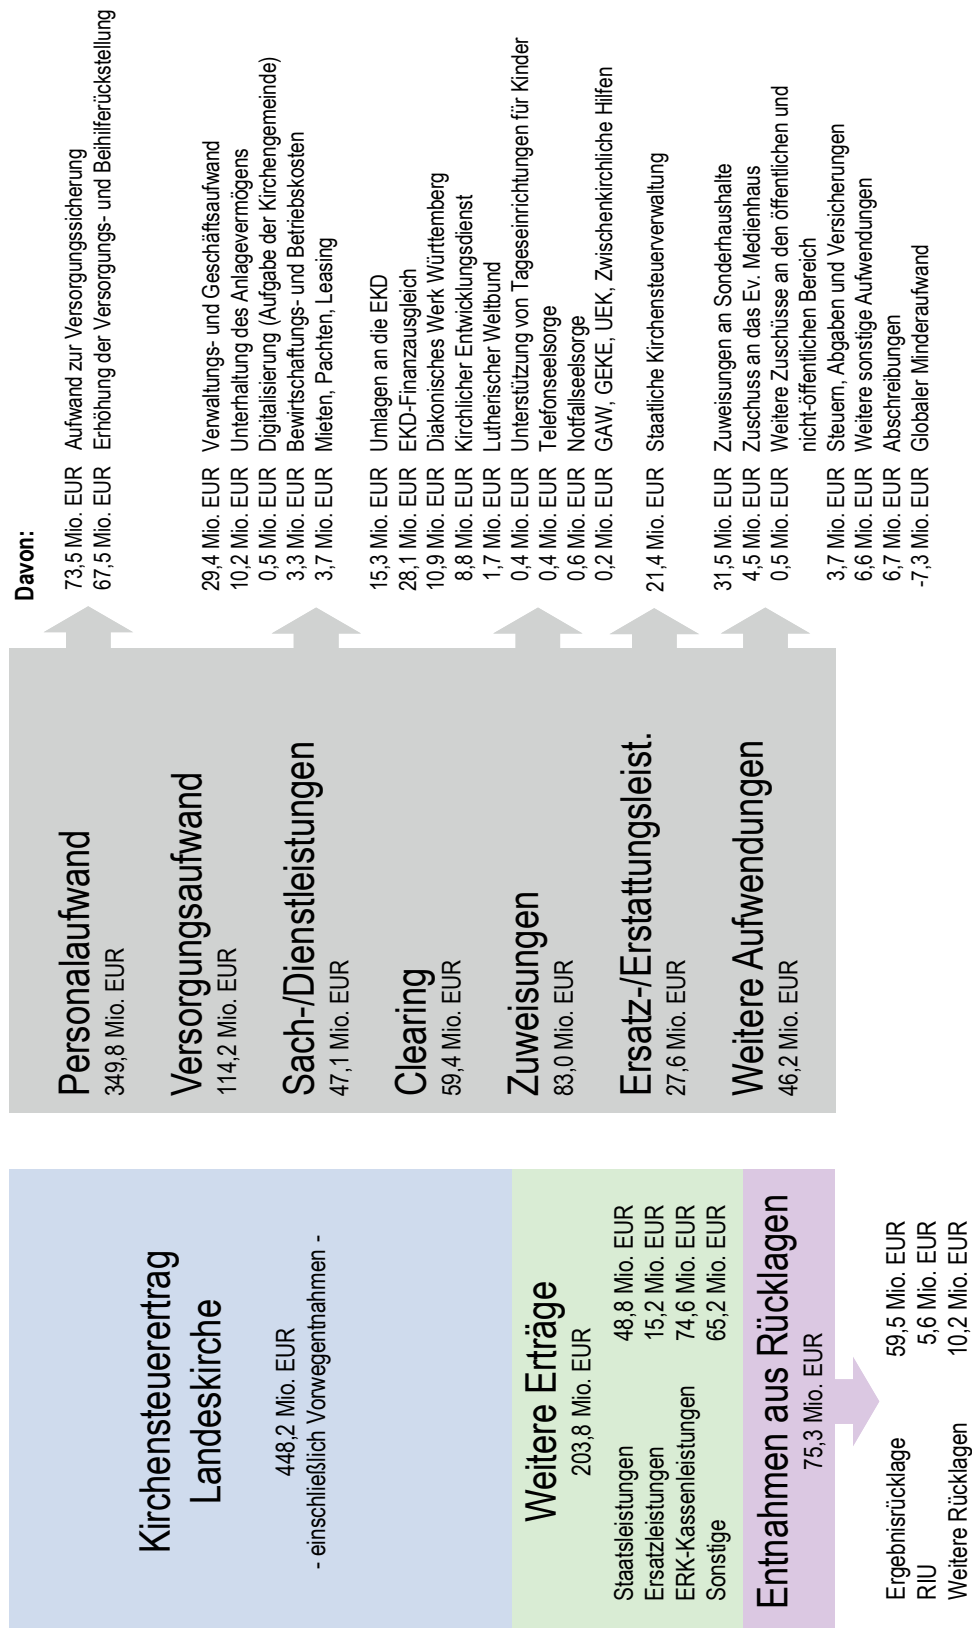 Kirchensteuerertrag
Landeskirche
448,2 Mio. EUR
- einschließlich Vorwegentnahmen -
Weitere Erträge
203,8 Mio. EUR
Staatsleistungen 48,8 Mio. EUR
Ersatzleistungen 15,2 Mio. EUR
ERK-Kassenleistungen 74,6 Mio. EUR
Sonstige 65,2 Mio. EUR
Entnahmen aus Rücklagen
75,3 Mio. EUR
Ergebnisrücklage 59,5 Mio. EUR
RIU 5,6 Mio. EUR
Weitere Rücklagen 10,2 Mio. EUR
Personalaufwand
349,8 Mio. EUR
Versorgungsaufwand
114,2 Mio. EUR
Sach-/Dienstleistungen
47,1 Mio. EUR
Clearing
59,4 Mio. EUR
Zuweisungen
83,0 Mio. EUR
Ersatz-/Erstattungsleist.
27,6 Mio. EUR
Weitere Aufwendungen
46,2 Mio. EUR
Davon:
73,5 Mio. EUR Aufwand zur Versorgungssicherung
67,5 Mio. EUR Erhöhung der Versorgungs- und Beihilferückstellung
29,4 Mio. EUR Verwaltungs- und Geschäftsaufwand
10,2 Mio. EUR Unterhaltung des Anlagevermögens
0,5 Mio. EUR Digitalisierung (Aufgabe der Kirchengemeinde)
3,3 Mio. EUR Bewirtschaftungs- und Betriebskosten
3,7 Mio. EUR Mieten, Pachten, Leasing
15,3 Mio. EUR Umlagen an die EKD
28,1 Mio. EUR EKD-Finanzausgleich
10,9 Mio. EUR Diakonisches Werk Württemberg
8,8 Mio. EUR Kirchlicher Entwicklungsdienst
1,7 Mio. EUR Lutherischer Weltbund
0,4 Mio. EUR Unterstützung von Tageseinrichtungen für Kinder
0,4 Mio. EUR Telefonseelsorge
0,6 Mio. EUR Notfallseelsorge
0,2 Mio. EUR GAW, GEKE, UEK, Zwischenkirchliche Hilfen
21,4 Mio. EUR Staatliche Kirchensteuerverwaltung
31,5 Mio. EUR Zuweisungen an Sonderhaushalte
4,5 Mio. EUR Zuschuss an das Ev. Medienhaus
0,5 Mio. EUR Weitere Zuschüsse an den öffentlichen und
nicht-öffentlichen Bereich
3,7 Mio. EUR Steuern, Abgaben und Versicherungen
6,6 Mio. EUR Weitere sonstige Aufwendungen
6,7 Mio. EUR Abschreibungen
-7,3 Mio. EUR Globaler Minderaufwand